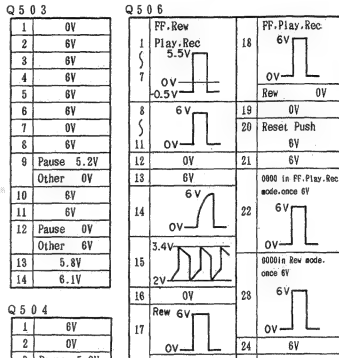 Q503
1 0V
2 6V
3 6V
4 6V
5 6V
6 6V
7 0V
8 6V
9 Pause 5.2V
Other 0V
10 6V
11 6V
12 Pause 0V
Other 6V
13 5.8V
14 6.1V
Q504
1 6V
2 0V
Q506
1 7
FF.Rew
Play.Rec
5.5V
0V
-0.5V
8 11
6V
0V
12 0V
13 6V
14
6V
0V
15
3.4V
2V
16 0V
17
Rew 6V
0V
18
FF.Play.Rec
6V
0V
Rew 0V
19 0V
20 Reset Push
6V
21 6V
22
0000 in FF.Play.Rec
mode.once 6V
6V
0V
23
0000in Rew mode.
once 6V
6V
0V
24 6V